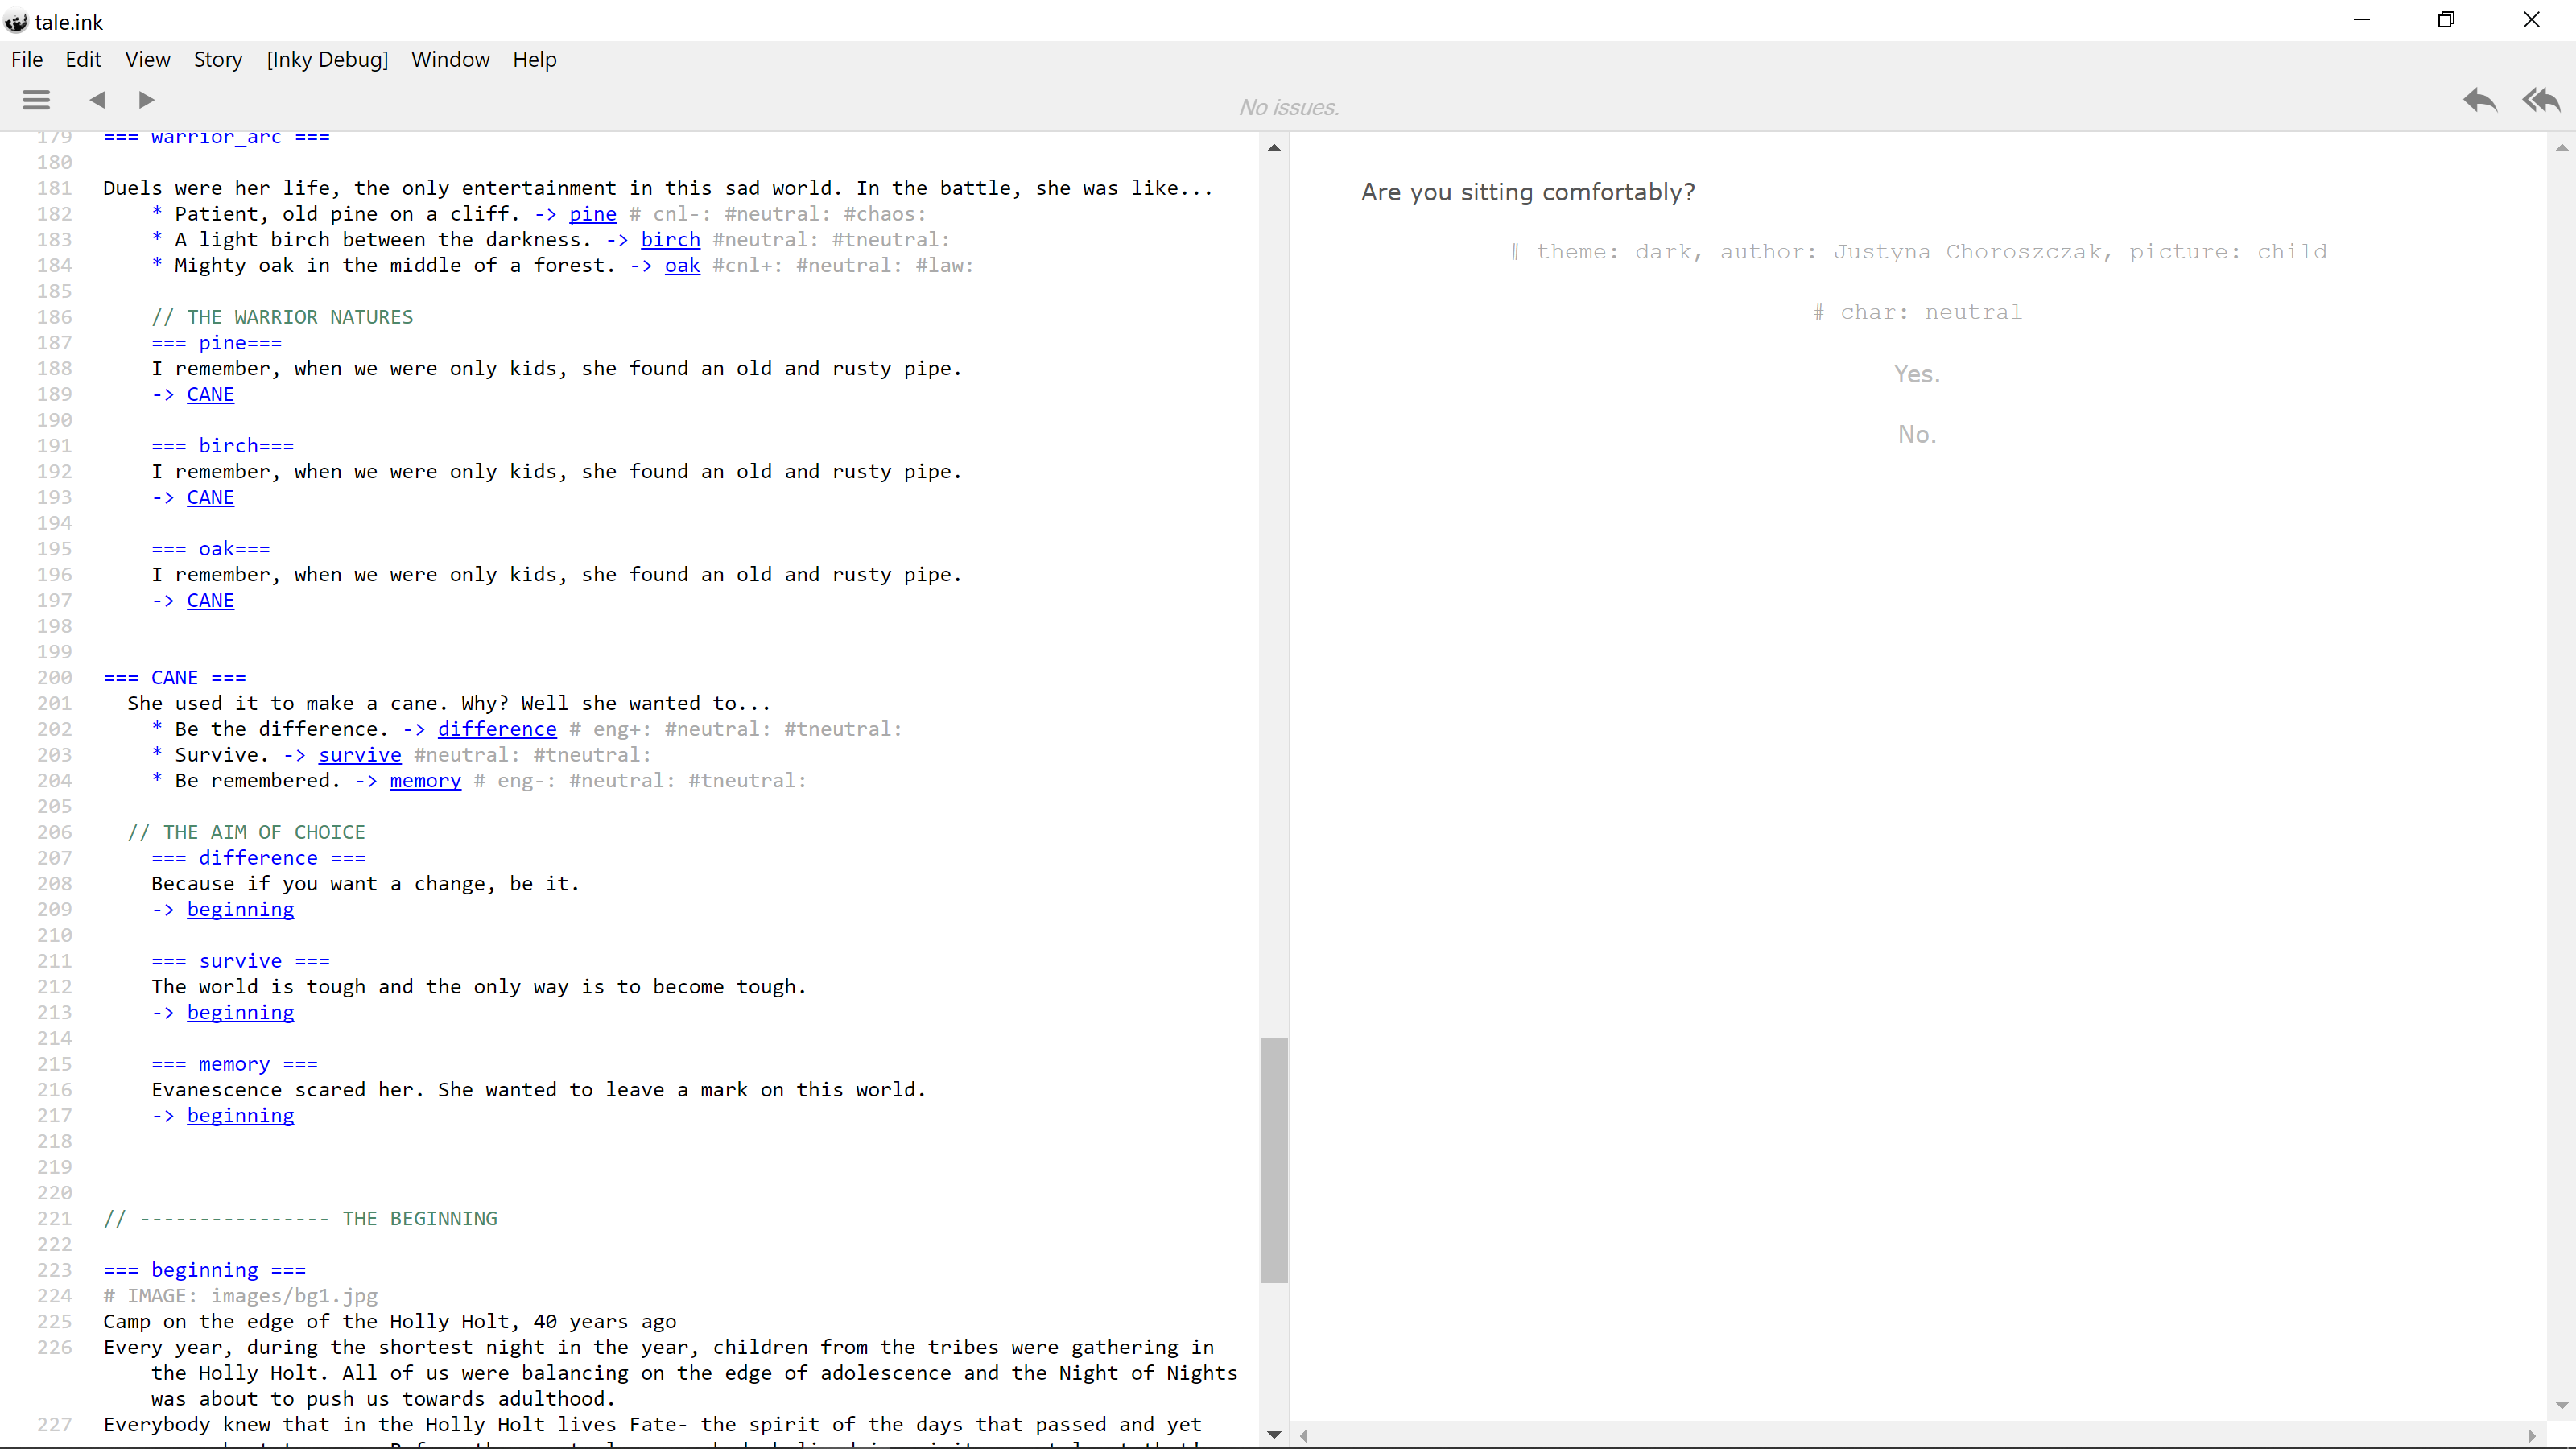 tale.ink
File Edit View Story [Inky Debug] Window Help
No issues.
179 === warrior_arc ===
180
181 Duels were her life, the only entertainment in this sad world. In the battle, she was like...
182 * Patient, old pine on a cliff. -> pine # cnl-: #neutral: #chaos:
183 * A light birch between the darkness. -> birch #neutral: #tneutral:
184 * Mighty oak in the middle of a forest. -> oak #cnl+: #neutral: #law:
185
186 // THE WARRIOR NATURES
187 === pine===
188 I remember, when we were only kids, she found an old and rusty pipe.
189 -> CANE
190
191 === birch===
192 I remember, when we were only kids, she found an old and rusty pipe.
193 -> CANE
194
195 === oak===
196 I remember, when we were only kids, she found an old and rusty pipe.
197 -> CANE
198
199
200 === CANE ===
201 She used it to make a cane. Why? Well she wanted to...
202 * Be the difference. -> difference # eng+: #neutral: #tneutral:
203 * Survive. -> survive #neutral: #tneutral:
204 * Be remembered. -> memory # eng-: #neutral: #tneutral:
205
206 // THE AIM OF CHOICE
207 === difference ===
208 Because if you want a change, be it.
209 -> beginning
210
211 === survive ===
212 The world is tough and the only way is to become tough.
213 -> beginning
214
215 === memory ===
216 Evanescence scared her. She wanted to leave a mark on this world.
217 -> beginning
218
219
220
221 // ---------------- THE BEGINNING
222
223 === beginning ===
224 # IMAGE: images/bg1.jpg
225 Camp on the edge of the Holly Holt, 40 years ago
226 Every year, during the shortest night in the year, children from the tribes were gathering in
the Holly Holt. All of us were balancing on the edge of adolescence and the Night of Nights
was about to push us towards adulthood.
227 Everybody knew that in the Holly Holt lives Fate- the spirit of the days that passed and yet
Are you sitting comfortably?
# theme: dark, author: Justyna Choroszczak, picture: child
# char: neutral
Yes.
No.